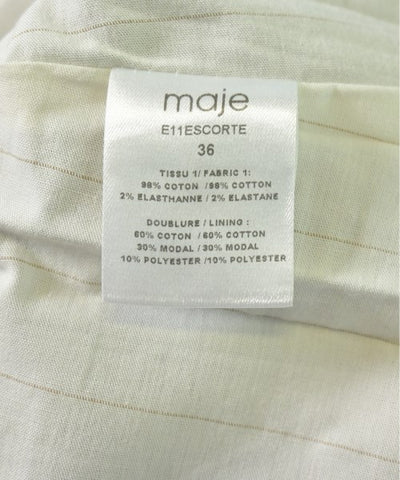 maje
E11ESCORTE
36
TISSU 1/ FABRIC 1:
98% COTON / 98% COTTON
2% ELASTHANNE / 2% ELASTANE
DOUBLURE / LINING :
60% COTON / 60% COTTON
30% MODAL / 30% MODAL
10% POLYESTER / 10% POLYESTER